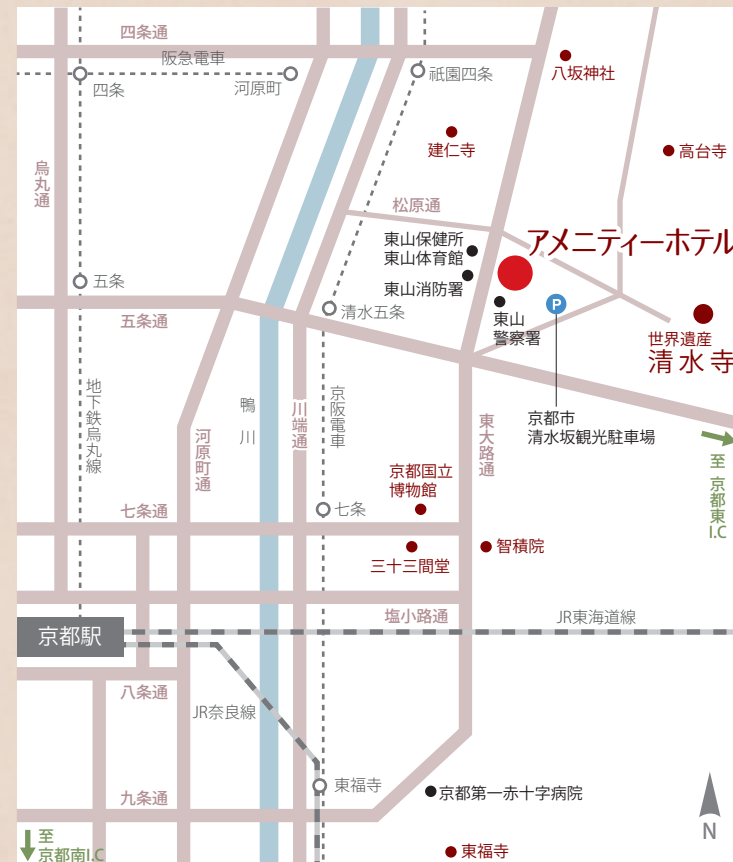 四条通
阪急電車
四条
河原町
祇園四条
八坂神社
建仁寺
高台寺
烏丸通
松原通
アメニティーホテル
東山保健所
東山体育館
東山消防署
五条
清水五条
P
東山
警察署
五条通
世界遺産
清水寺
地下鉄烏丸線
鴨川
川端通
京阪電車
河原町通
東大路通
京都市
清水坂観光駐車場
至 京都東I.C
京都国立
博物館
七条通
七条
三十三間堂
智積院
塩小路通
JR東海道線
京都駅
八条通
JR奈良線
東福寺
九条通
京都第一赤十字病院
至
京都南I.C
東福寺
N